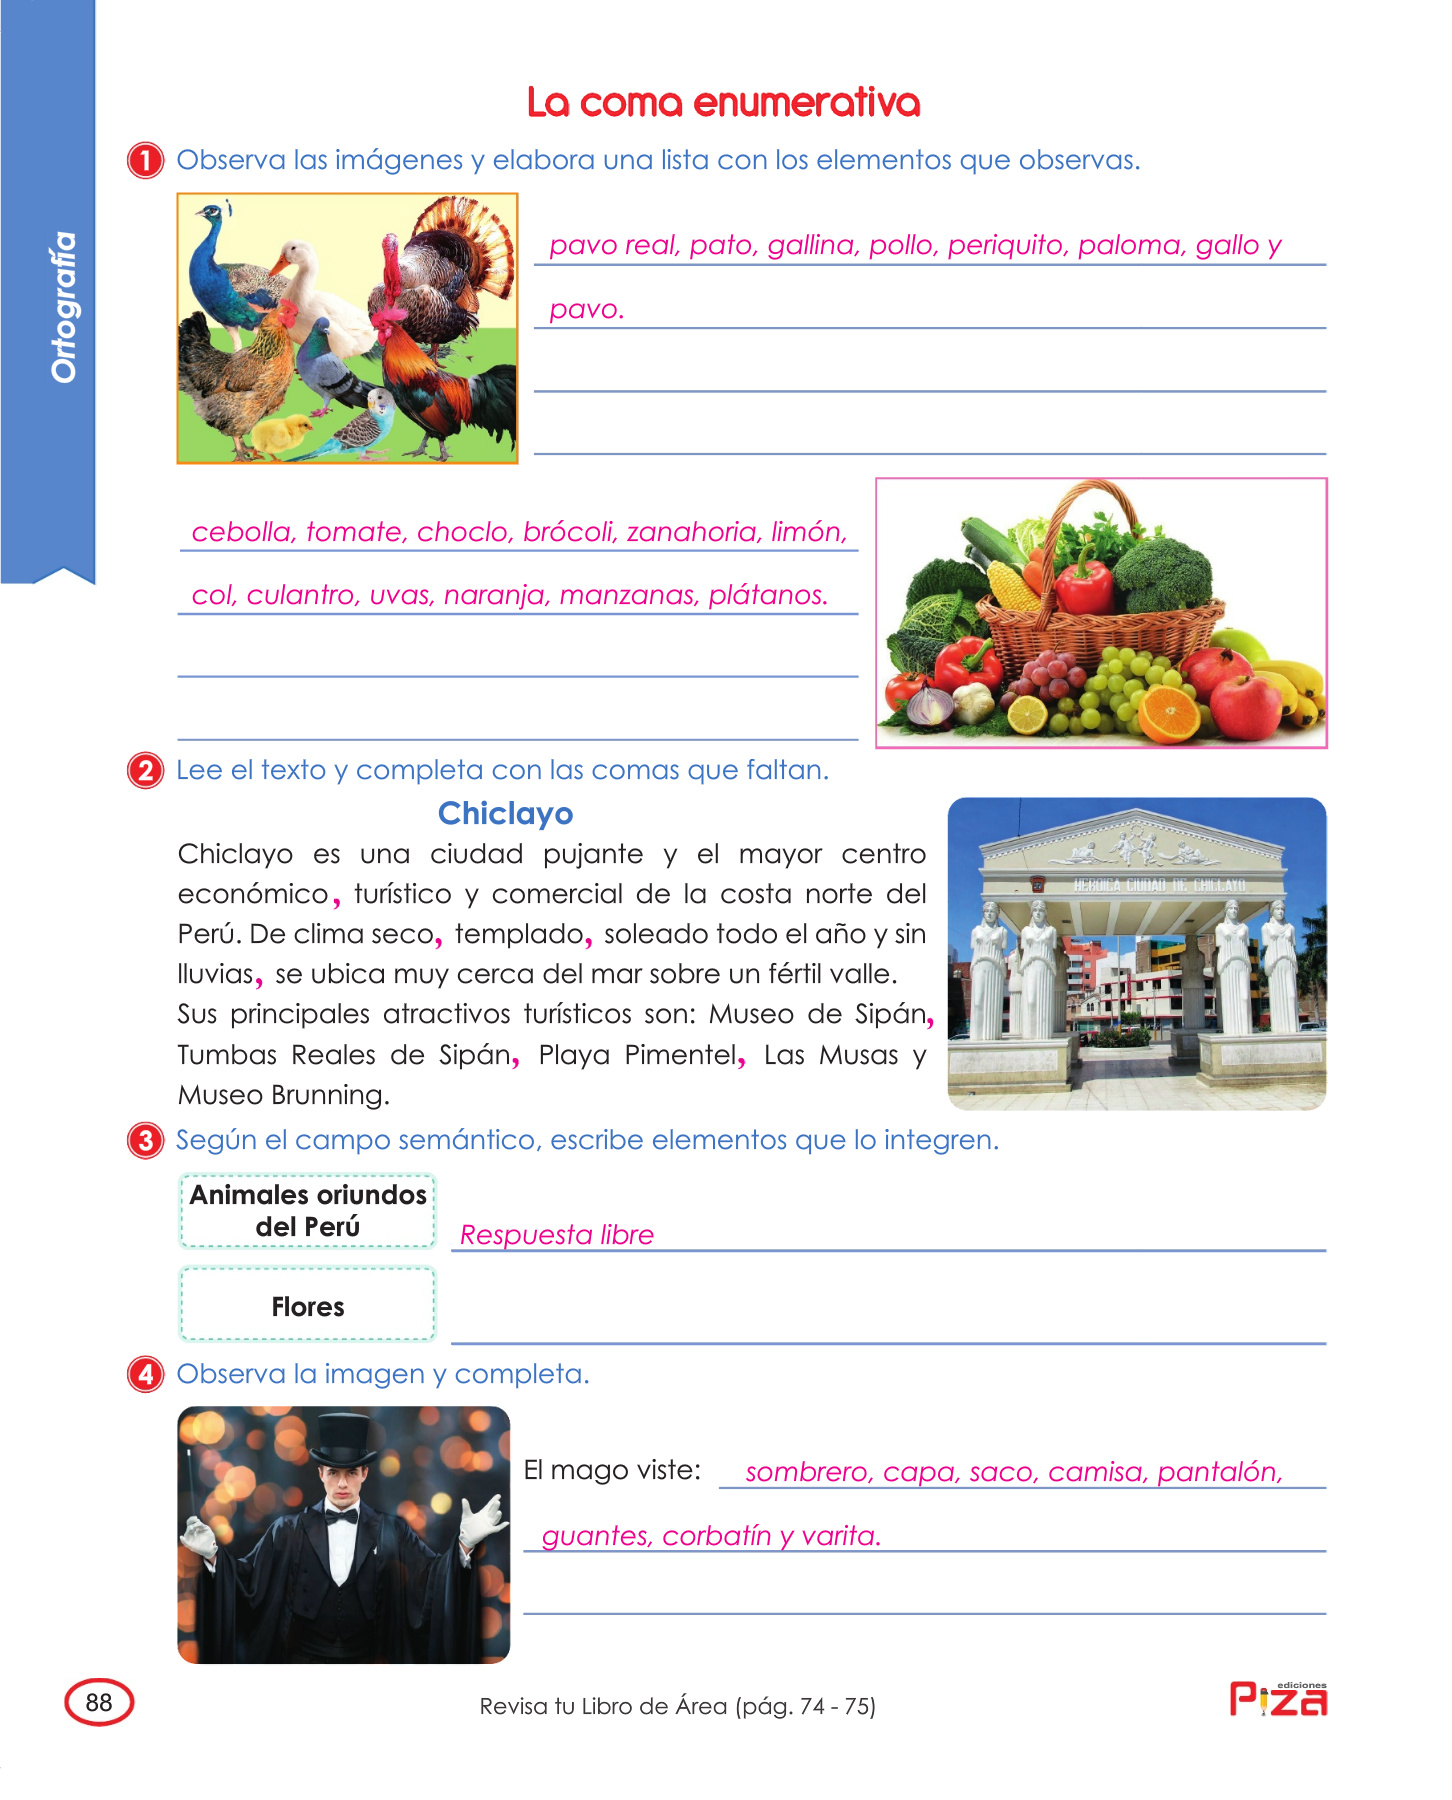 Ortografía
La coma enumerativa
1 Observa las imágenes y elabora una lista con los elementos que observas.
pavo real, pato, gallina, pollo, periquito, paloma, gallo y
pavo.
cebolla, tomate, choclo, brócoli, zanahoria, limón,
col, culantro, uvas, naranja, manzanas, plátanos.
2 Lee el texto y completa con las comas que faltan.
Chiclayo
Chiclayo es una ciudad pujante y el mayor centro
económico, turístico y comercial de la costa norte del
Perú. De clima seco, templado, soleado todo el año y sin
lluvias, se ubica muy cerca del mar sobre un fértil valle.
Sus principales atractivos turísticos son: Museo de Sipán,
Tumbas Reales de Sipán, Playa Pimentel, Las Musas y
Museo Brunning.
HEROICA CIUDAD DE CHICLAYO
3 Según el campo semántico, escribe elementos que lo integren.
Animales oriundos
del Perú
Respuesta libre
Flores
4 Observa la imagen y completa.
El mago viste: sombrero, capa, saco, camisa, pantalón,
guantes, corbatín y varita.
88
Revisa tu Libro de Área (pág. 74 - 75)
ediciones
Piza